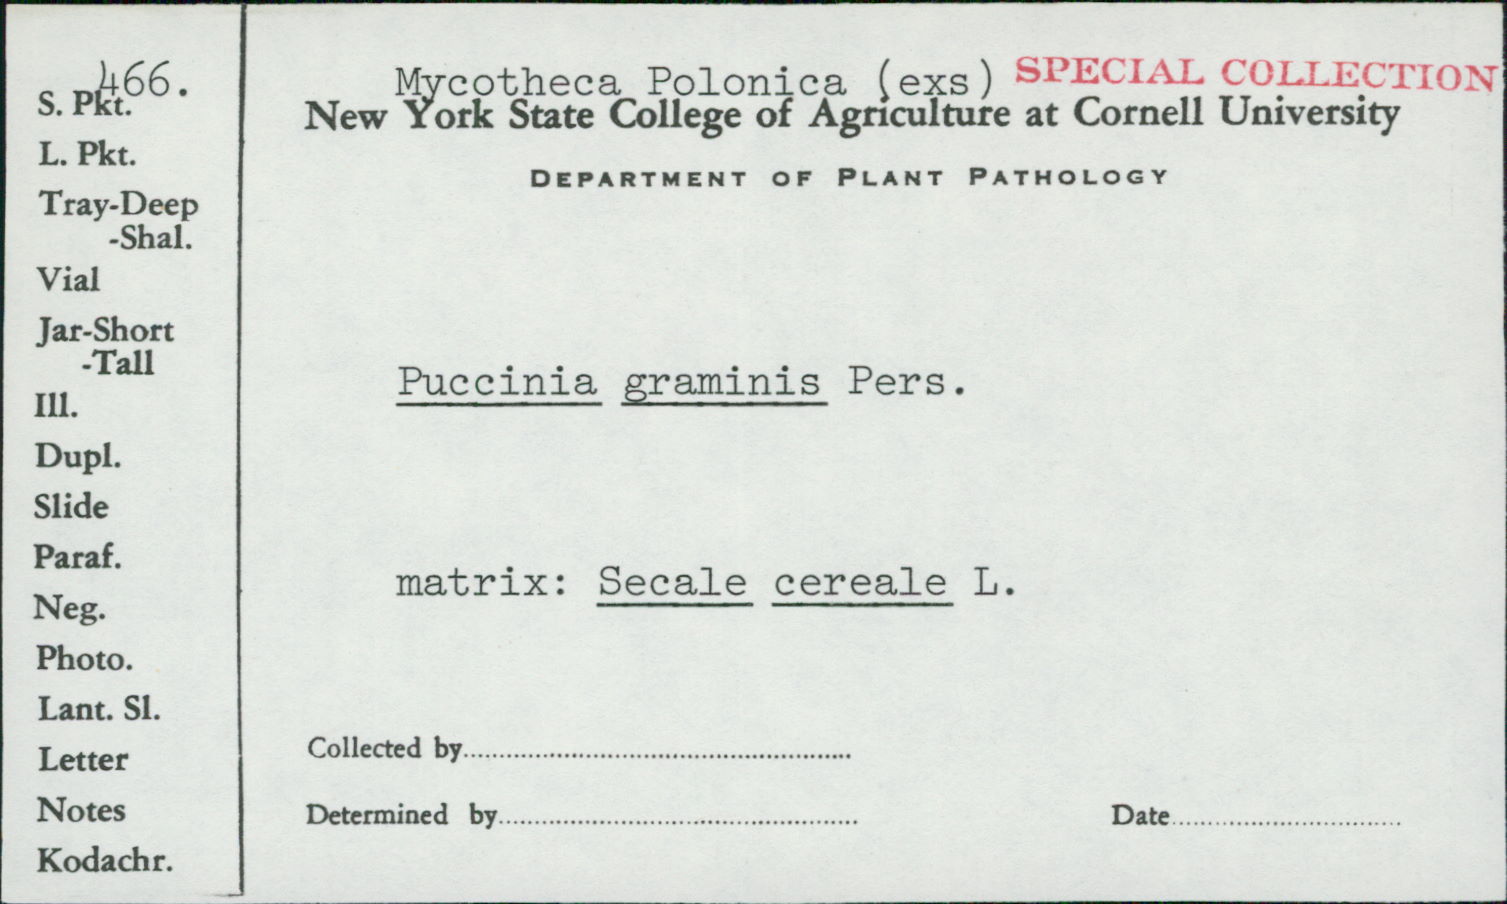 466.
S. Pkt.
L. Pkt.
Tray-Deep
-Shal.
Vial
Jar-Short
-Tall
Ill.
Dupl.
Slide
Paraf.
Neg.
Photo.
Lant. Sl.
Letter
Notes
Kodachr.
Mycotheca Polonica (exs) SPECIAL COLLECTION
New York State College of Agriculture at Cornell University
DEPARTMENT OF PLANT PATHOLOGY
Puccinia graminis Pers.
matrix: Secale cereale L.
Collected by
Determined by Date